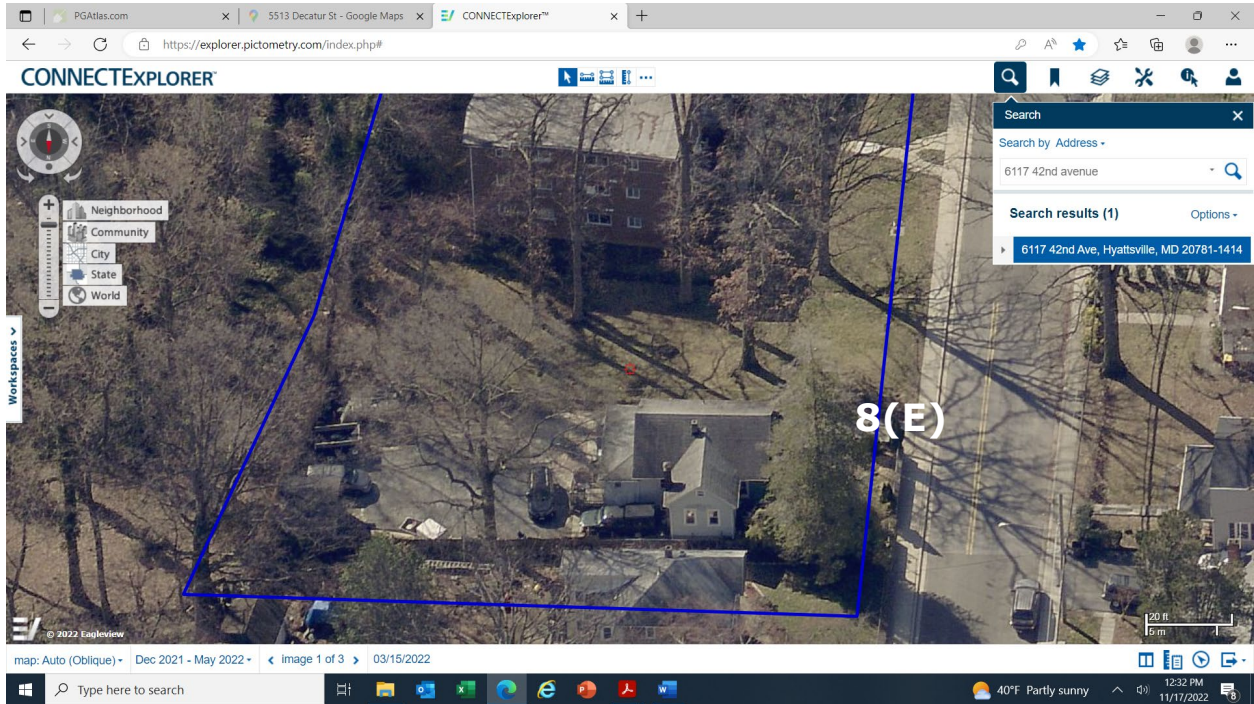 PGAtlas.com
5513 Decatur St - Google Maps
CONNECTExplorer™
https://explorer.pictometry.com/index.php#
CONNECTEXPLORER™
Search
Search by Address
6117 42nd avenue
Search results (1) Options
6117 42nd Ave, Hyattsville, MD 20781-1414
N
Neighborhood
Community
City
State
World
Workspaces
8(E)
20 ft
5 m
© 2022 Eagleview
map: Auto (Oblique) Dec 2021 - May 2022 image 1 of 3 03/15/2022
Type here to search
40°F Partly sunny
12:32 PM
11/17/2022
8